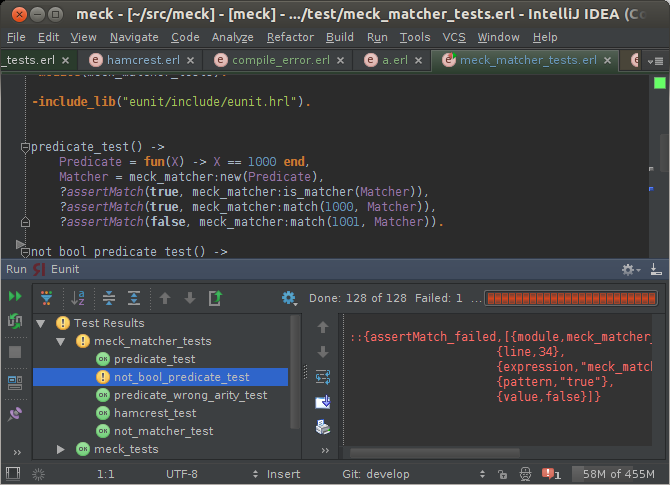 meck - [~/src/meck] - [meck] - .../test/meck_matcher_tests.erl - IntelliJ IDEA (Cc
File Edit View Navigate Code Analyze Refactor Build Run Tools VCS Window Help
_tests.erl hamcrest.erl compile_error.erl a.erl meck_matcher_tests.erl
-module(meck_matcher_tests).
-include_lib("eunit/include/eunit.hrl").
predicate_test() ->
Predicate = fun(X) -> X == 1000 end,
Matcher = meck_matcher:new(Predicate),
?assertMatch(true, meck_matcher:is_matcher(Matcher)),
?assertMatch(true, meck_matcher:match(1000, Matcher)),
?assertMatch(false, meck_matcher:match(1001, Matcher)).
not_bool_predicate_test() ->
Run Eunit
Done: 128 of 128 Failed: 1 ...
Test Results
meck_matcher_tests
predicate_test
not_bool_predicate_test
predicate_wrong_arity_test
hamcrest_test
not_matcher_test
meck_tests
::{assertMatch_failed,[{module,meck_matcher_
{line,34},
{expression,"meck_matc
{pattern,"true"},
{value,false}]}
1:1 UTF-8 Insert Git: develop 1 58M of 455M